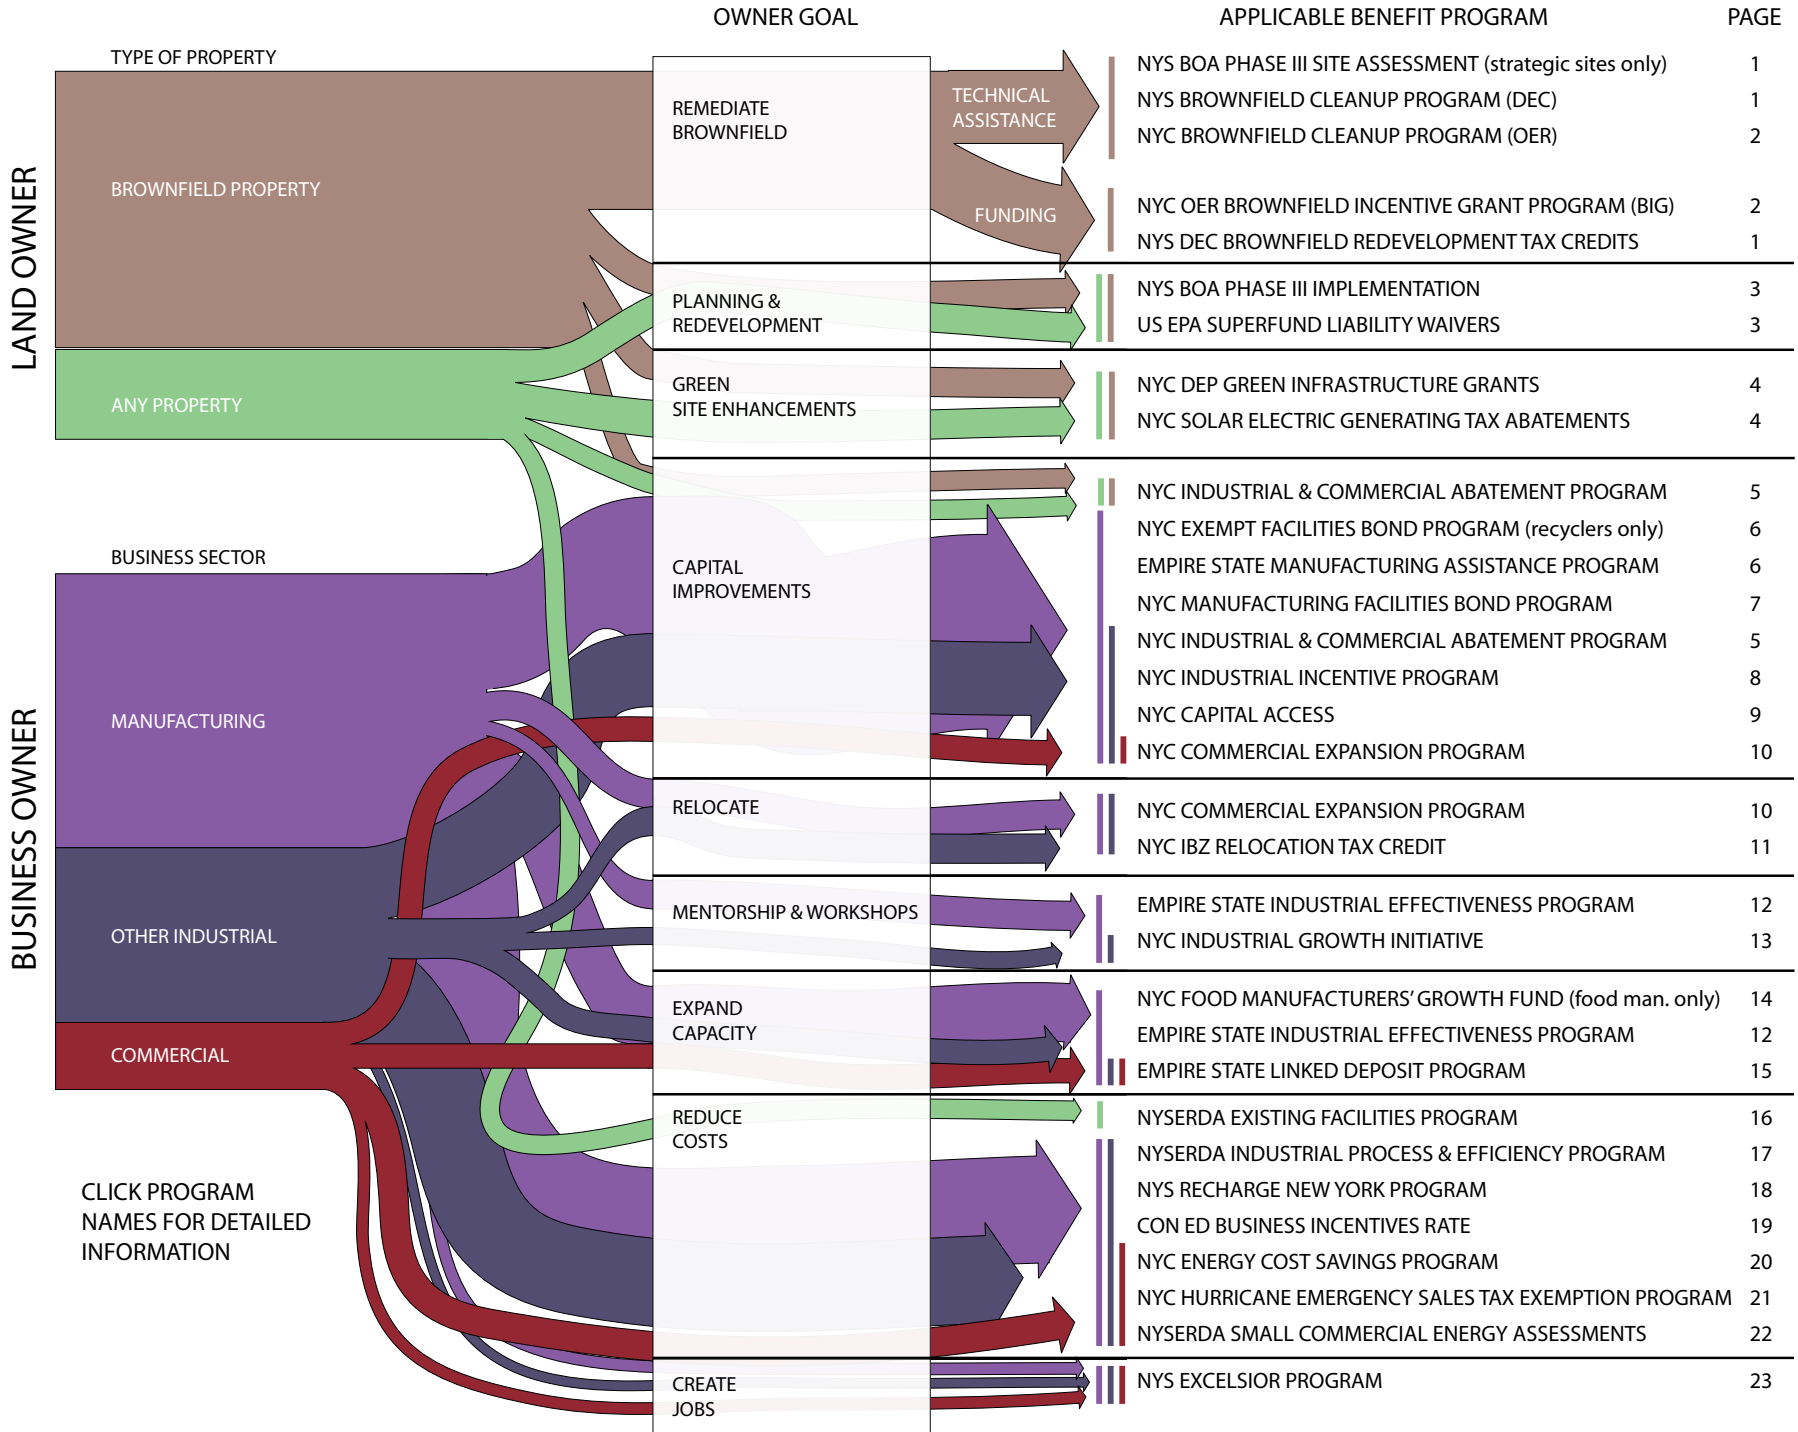 OWNER GOAL
APPLICABLE BENEFIT PROGRAM
PAGE
LAND OWNER
TYPE OF PROPERTY
BROWNFIELD PROPERTY
ANY PROPERTY
BUSINESS OWNER
BUSINESS SECTOR
MANUFACTURING
OTHER INDUSTRIAL
COMMERCIAL
CLICK PROGRAM
NAMES FOR DETAILED
INFORMATION
REMEDIATE
BROWNFIELD
TECHNICAL
ASSISTANCE
NYS BOA PHASE III SITE ASSESSMENT (strategic sites only) 1
NYS BROWNFIELD CLEANUP PROGRAM (DEC) 1
NYC BROWNFIELD CLEANUP PROGRAM (OER) 2
FUNDING
NYC OER BROWNFIELD INCENTIVE GRANT PROGRAM (BIG) 2
NYS DEC BROWNFIELD REDEVELOPMENT TAX CREDITS 1
PLANNING &
REDEVELOPMENT
NYS BOA PHASE III IMPLEMENTATION 3
US EPA SUPERFUND LIABILITY WAIVERS 3
GREEN
SITE ENHANCEMENTS
NYC DEP GREEN INFRASTRUCTURE GRANTS 4
NYC SOLAR ELECTRIC GENERATING TAX ABATEMENTS 4
CAPITAL
IMPROVEMENTS
NYC INDUSTRIAL & COMMERCIAL ABATEMENT PROGRAM 5
NYC EXEMPT FACILITIES BOND PROGRAM (recyclers only) 6
EMPIRE STATE MANUFACTURING ASSISTANCE PROGRAM 6
NYC MANUFACTURING FACILITIES BOND PROGRAM 7
NYC INDUSTRIAL & COMMERCIAL ABATEMENT PROGRAM 5
NYC INDUSTRIAL INCENTIVE PROGRAM 8
NYC CAPITAL ACCESS 9
NYC COMMERCIAL EXPANSION PROGRAM 10
RELOCATE
NYC COMMERCIAL EXPANSION PROGRAM 10
NYC IBZ RELOCATION TAX CREDIT 11
MENTORSHIP & WORKSHOPS
EMPIRE STATE INDUSTRIAL EFFECTIVENESS PROGRAM 12
NYC INDUSTRIAL GROWTH INITIATIVE 13
EXPAND
CAPACITY
NYC FOOD MANUFACTURERS' GROWTH FUND (food man. only) 14
EMPIRE STATE INDUSTRIAL EFFECTIVENESS PROGRAM 12
EMPIRE STATE LINKED DEPOSIT PROGRAM 15
REDUCE
COSTS
NYSERDA EXISTING FACILITIES PROGRAM 16
NYSERDA INDUSTRIAL PROCESS & EFFICIENCY PROGRAM 17
NYS RECHARGE NEW YORK PROGRAM 18
CON ED BUSINESS INCENTIVES RATE 19
NYC ENERGY COST SAVINGS PROGRAM 20
NYC HURRICANE EMERGENCY SALES TAX EXEMPTION PROGRAM 21
NYSERDA SMALL COMMERCIAL ENERGY ASSESSMENTS 22
CREATE
JOBS
NYS EXCELSIOR PROGRAM 23